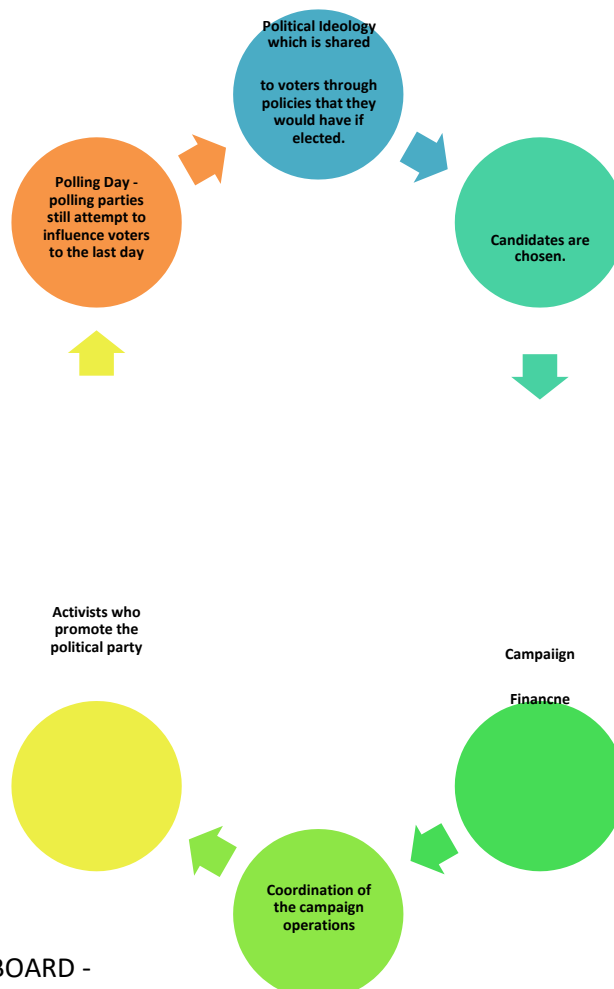 Political Ideology
which is shared
to voters through
policies that they
would have if
elected.
Candidates are
chosen.
Campaiign
Financne
Coordination of
the campaign
operations
Activists who
promote the
political party
Polling Day -
polling parties
still attempt to
influence voters
to the last day
BOARD -